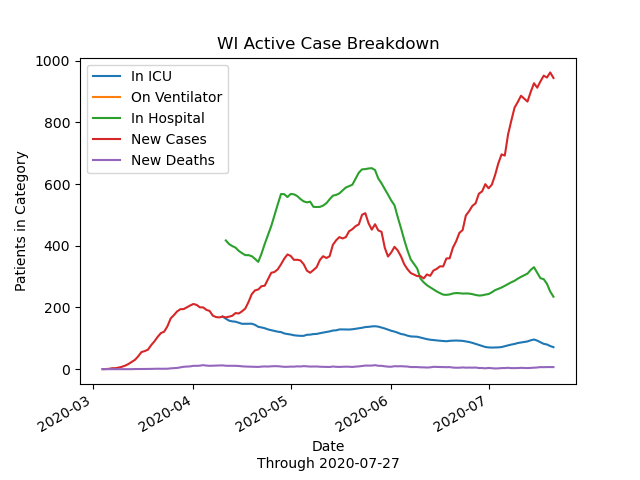 WI Active Case Breakdown
In ICU
On Ventilator
In Hospital
New Cases
New Deaths
Patients in Category
1000
800
600
400
200
0
2020-03
2020-04
2020-05
2020-06
2020-07
Date
Through 2020-07-27